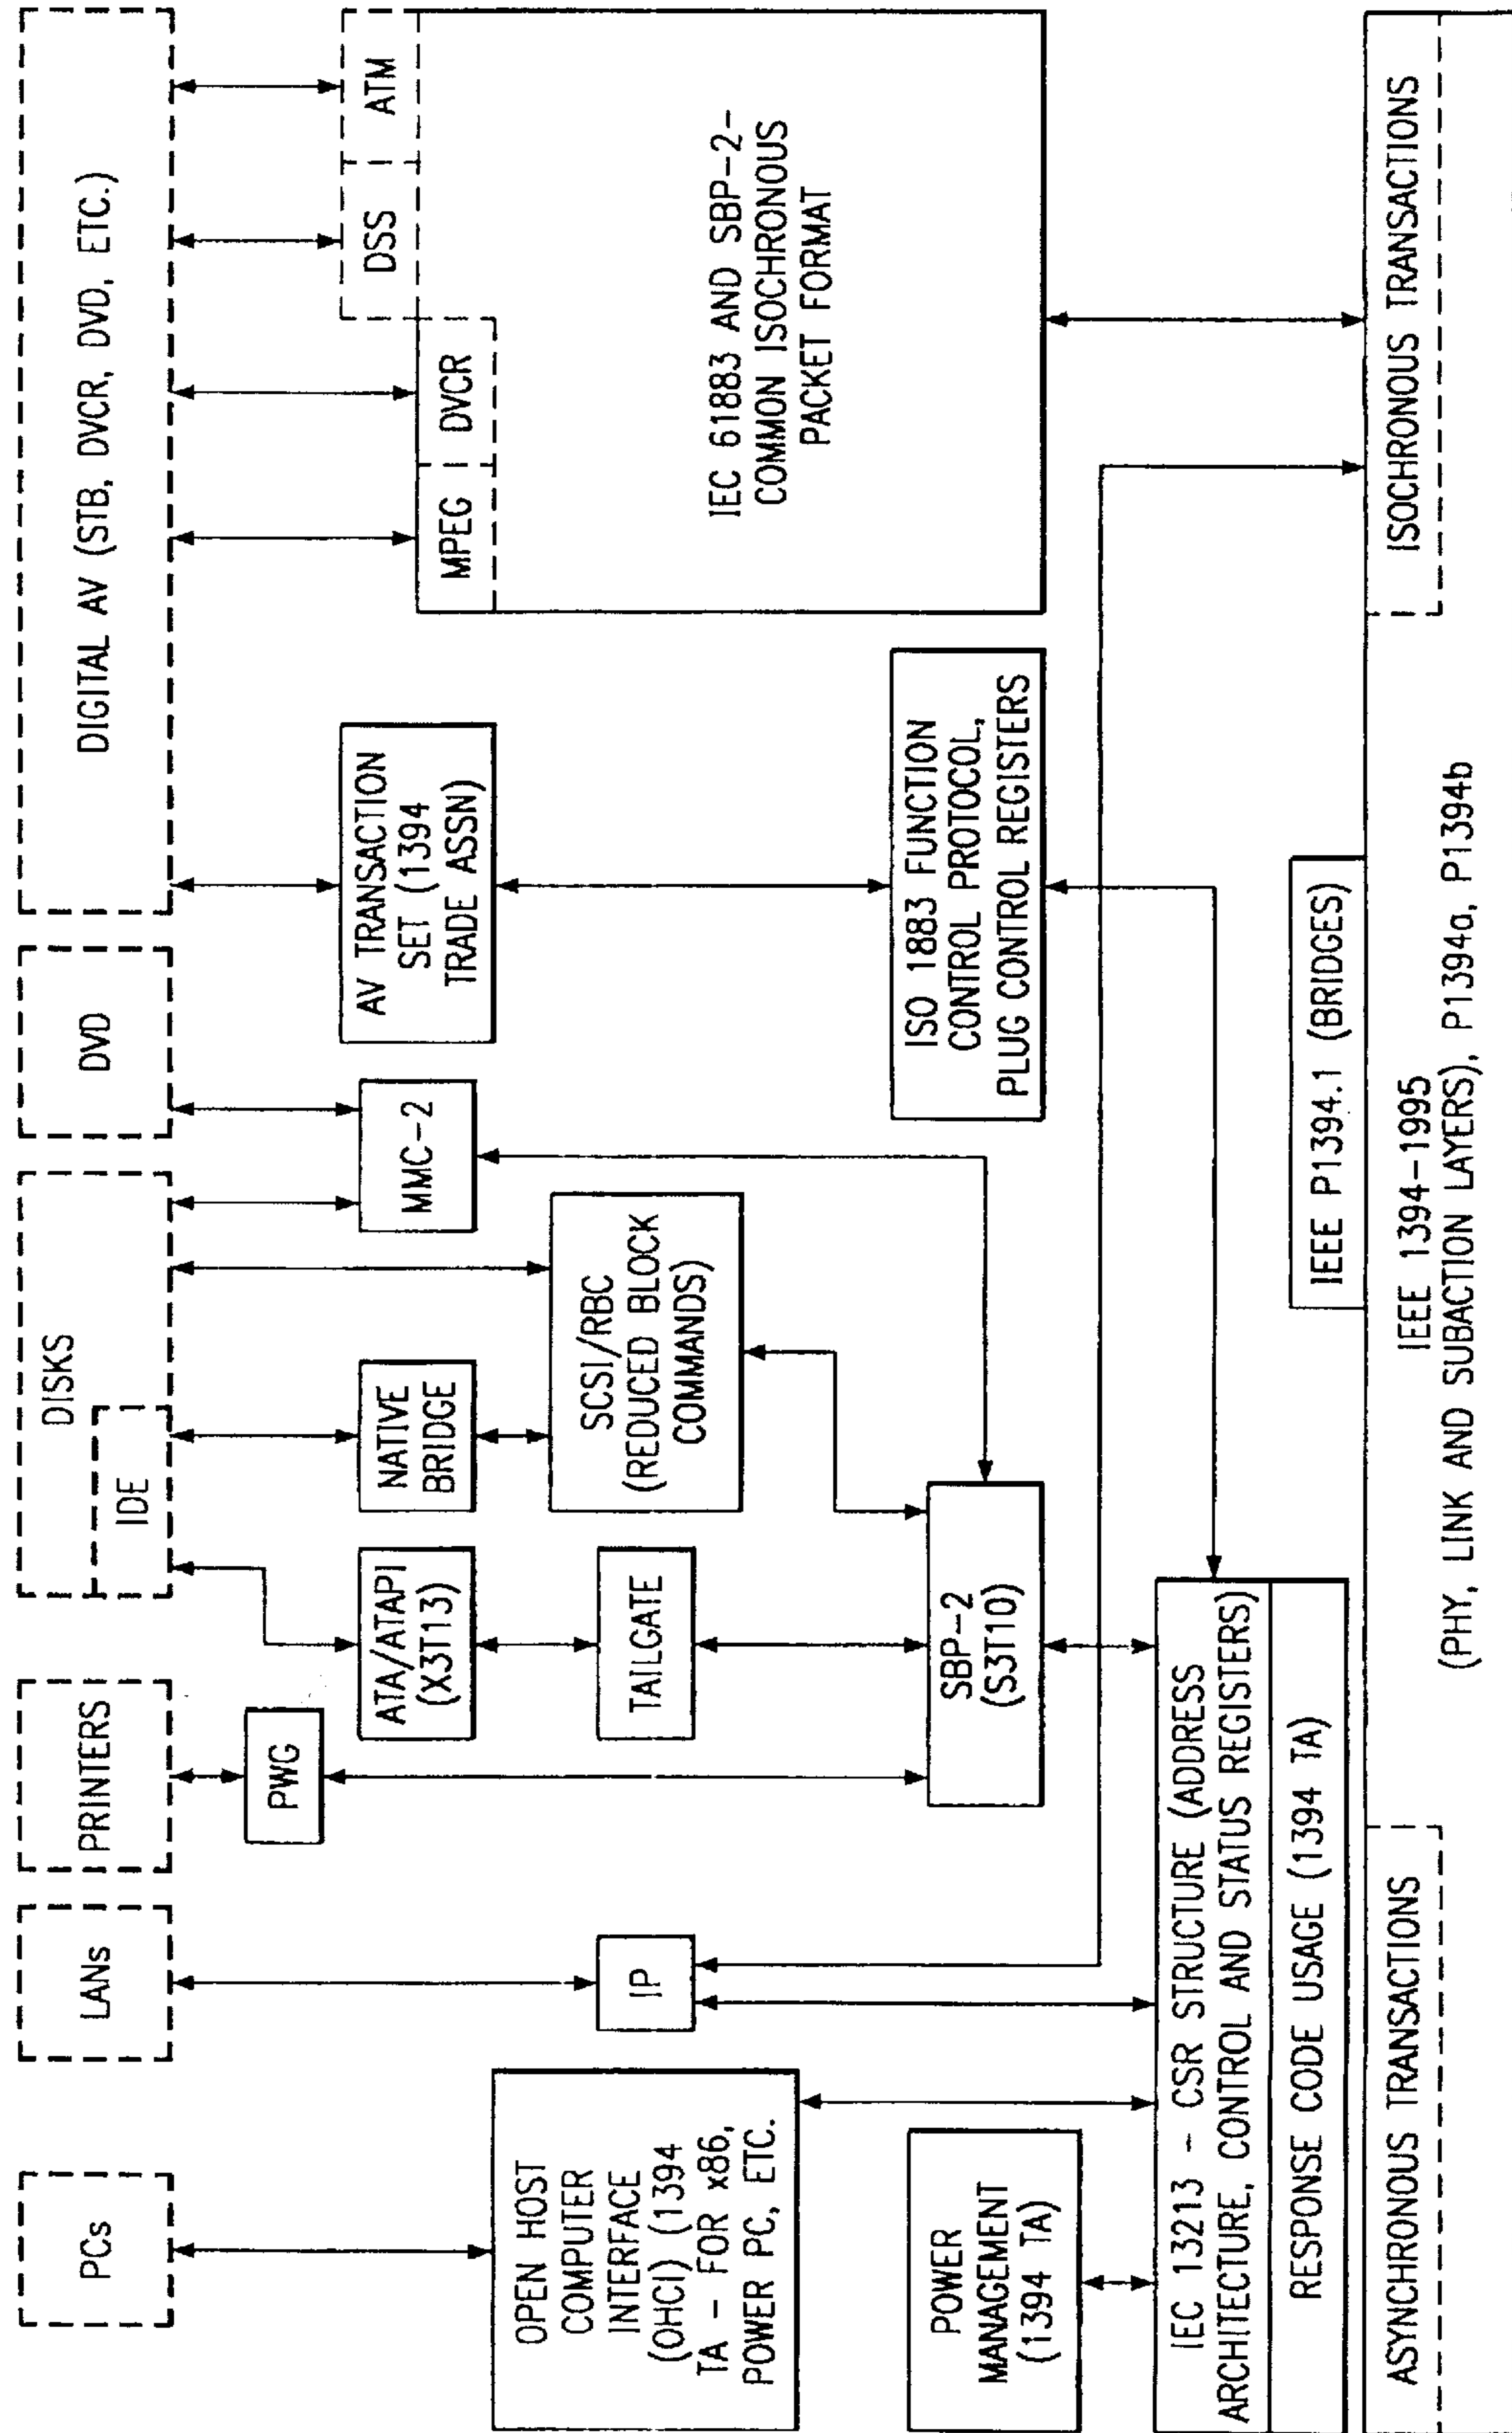 PCs
LANs
PRINTERS
DISKS
IDE
DVD
DIGITAL AV (STB, DVCR, DVD, ETC.)
OPEN HOST
COMPUTER
INTERFACE
(OHCI) (1394
TA - FOR x86,
POWER PC, ETC.
POWER
MANAGEMENT
(1394 TA)
IP
PWG
ATA/ATAPI
(X3T13)
TAILGATE
NATIVE
BRIDGE
SCSI/RBC
(REDUCED BLOCK
COMMANDS)
MMC-2
SBP-2
(S3T10)
AV TRANSACTION
SET (1394
TRADE ASSN)
ISO 1883 FUNCTION
CONTROL PROTOCOL,
PLUG CONTROL REGISTERS
MPEG
DVCR
DSS
ATM
IEC 61883 AND SBP-2-
COMMON ISOCHRONOUS
PACKET FORMAT
IEC 13213 - CSR STRUCTURE (ADDRESS
ARCHITECTURE, CONTROL AND STATUS REGISTERS)
RESPONSE CODE USAGE (1394 TA)
IEEE P1394.1 (BRIDGES)
ASYNCHRONOUS TRANSACTIONS
IEEE 1394-1995
(PHY, LINK AND SUBACTION LAYERS), P1394a, P1394b
ISOCHRONOUS TRANSACTIONS